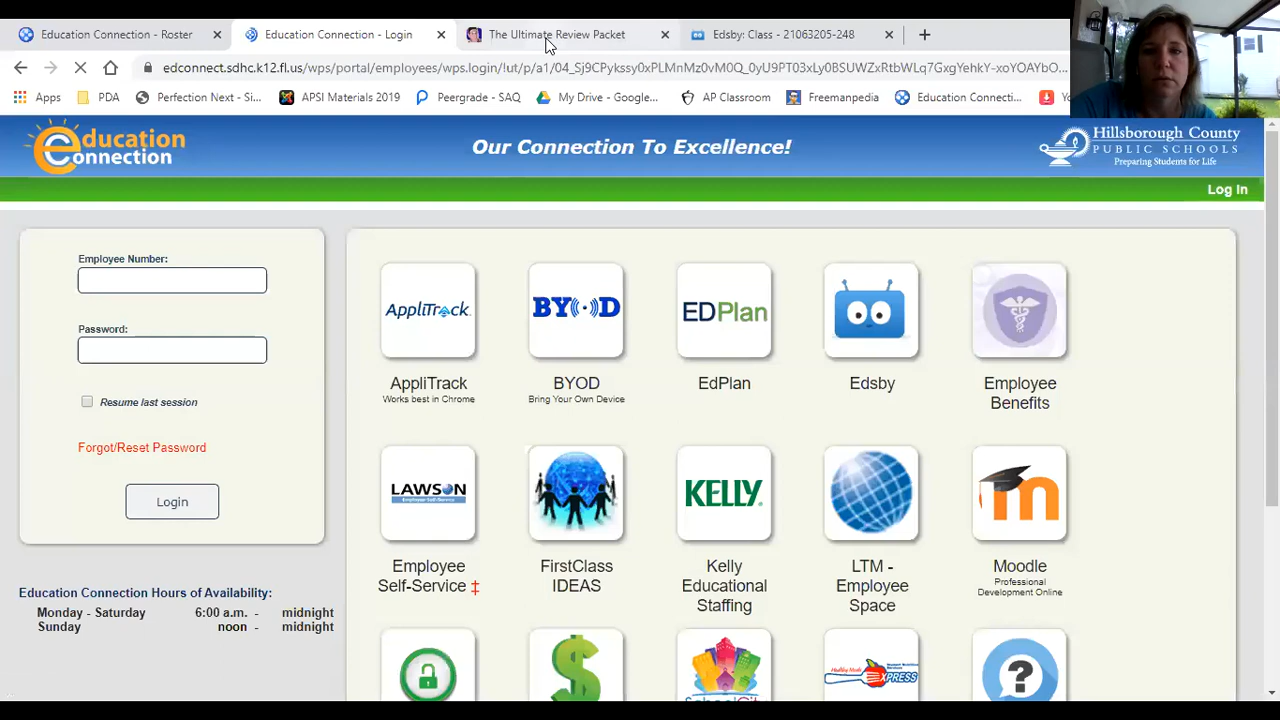 Education Connection - Roster
Education Connection - Login
The Ultimate Review Packet
Edsby: Class - 21063205-248
edconnect.sdhc.k12.fl.us/wps/portal/employees/wps.login/lut/p/a1/04_Sj9CPykssy0xPLMnMz0vM0Q_0yU9PT03xLy0BSUWZxRtbWLq7GxgYehkY-xoYOAYbO...
Apps
PDA
Perfection Next - Si...
APSI Materials 2019
Peergrade - SAQ
My Drive - Google...
AP Classroom
Freemanpedia
Education Connecti...
education
Connection
Our Connection To Excellence!
Hillsborough County
PUBLIC SCHOOLS
Preparing Students for Life
Log In
Employee Number:
Password:
Resume last session
Forgot/Reset Password
Login
Education Connection Hours of Availability:
Monday - Saturday 6:00 a.m. - midnight
Sunday noon - midnight
AppliTrack
BYOD
EDPlan
AppliTrack
Works best in Chrome
BYOD
Bring Your Own Device
EdPlan
Edsby
Employee
Benefits
LAWSON
Employee Self-Service
KELLY
m
Employee
Self-Service ‡
FirstClass
IDEAS
Kelly
Educational
Staffing
LTM -
Employee
Space
Moodle
Professional
Development Online
$
XPRESS
?